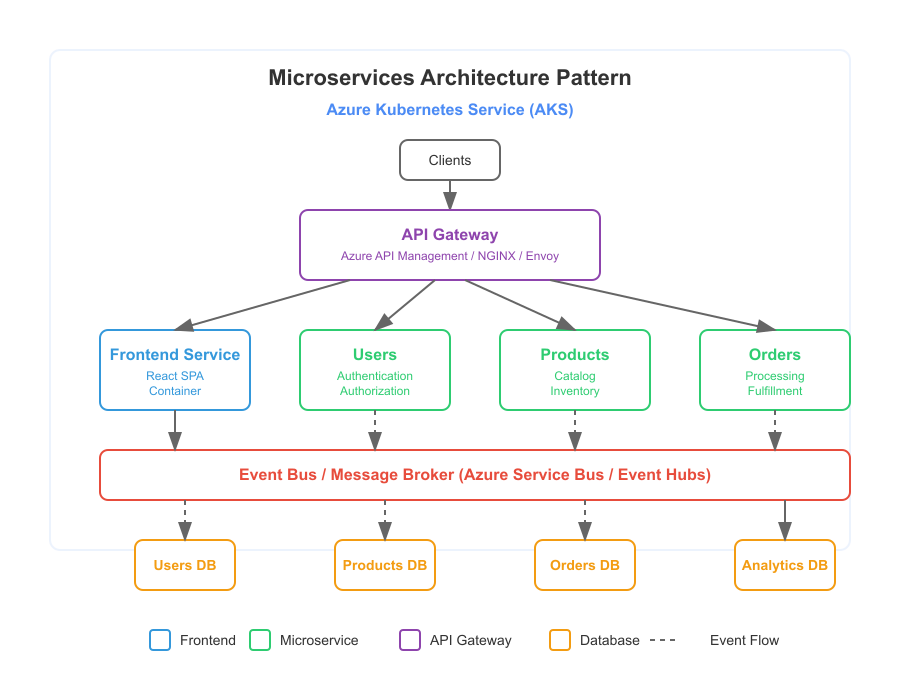 Microservices Architecture Pattern
Azure Kubernetes Service (AKS)
Clients
API Gateway
Azure API Management / NGINX / Envoy
Frontend Service
React SPA
Container
Users
Authentication
Authorization
Products
Catalog
Inventory
Orders
Processing
Fulfillment
Event Bus / Message Broker (Azure Service Bus / Event Hubs)
Users DB
Products DB
Orders DB
Analytics DB
Frontend
Microservice
API Gateway
Database
Event Flow